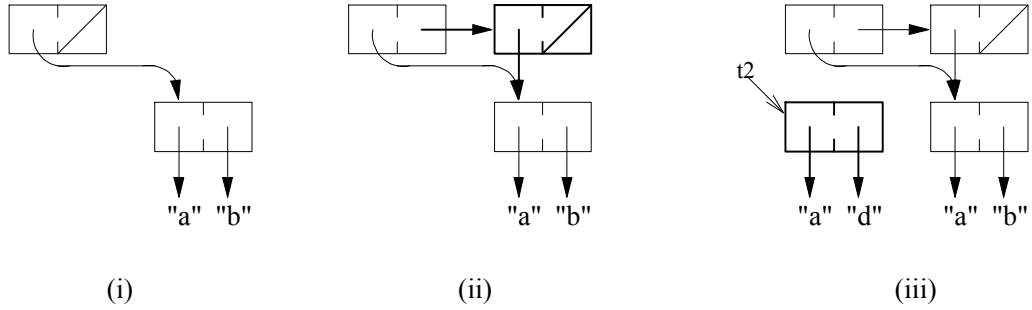 t2
"a" "b" "a" "b" "a" "d" "a" "b"
(i) (ii) (iii)